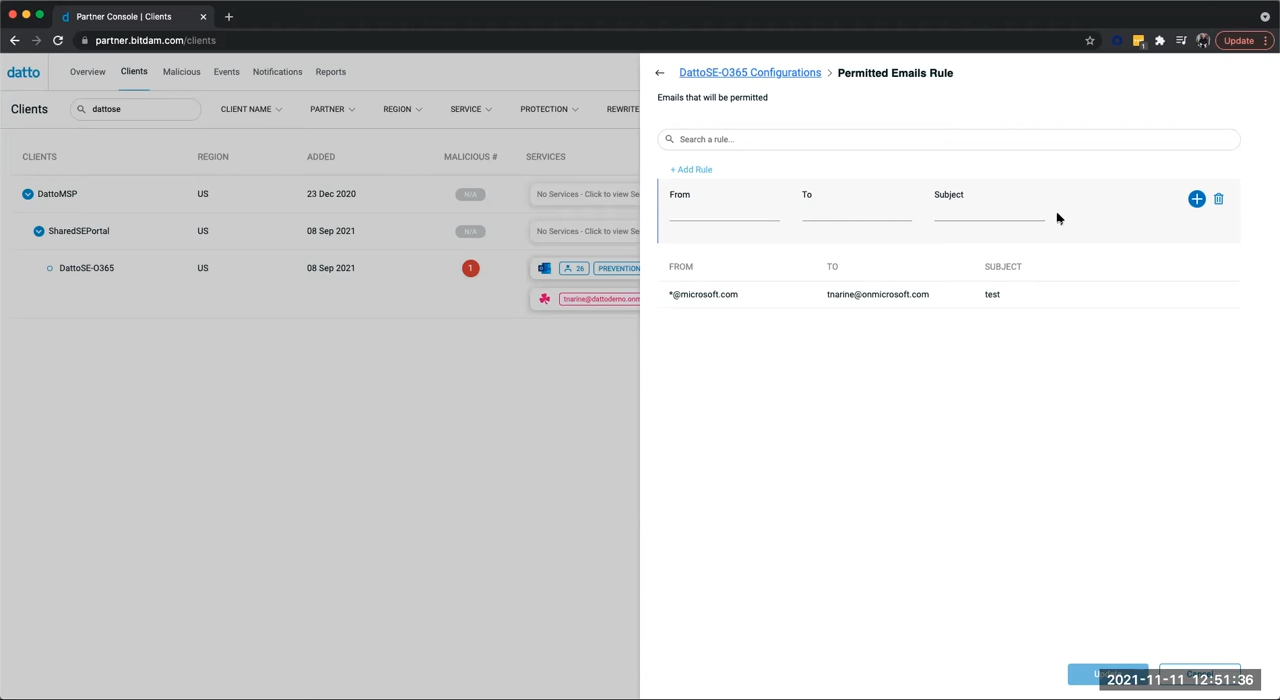 Partner Console | Clients
partner.bitdam.com/clients
1
Update
datto
Overview Clients Malicious Events Notifications Reports
Clients
dattose
CLIENT NAME PARTNER REGION SERVICE PROTECTION REWRITE
CLIENTS REGION ADDED MALICIOUS # SERVICES
DattoMSP US 23 Dec 2020 N/A No Services - Click to view Se
SharedSEPortal US 08 Sep 2021 N/A No Services - Click to view Se
DattoSE-O365 US 08 Sep 2021 1 26 PREVENTION
tnarine@dattodemo.onm
DattoSE-O365 Configurations > Permitted Emails Rule
Emails that will be permitted
Search a rule...
+ Add Rule
From To Subject
FROM TO SUBJECT
*@microsoft.com tnarine@onmicrosoft.com test
2021-11-11 12:51:36